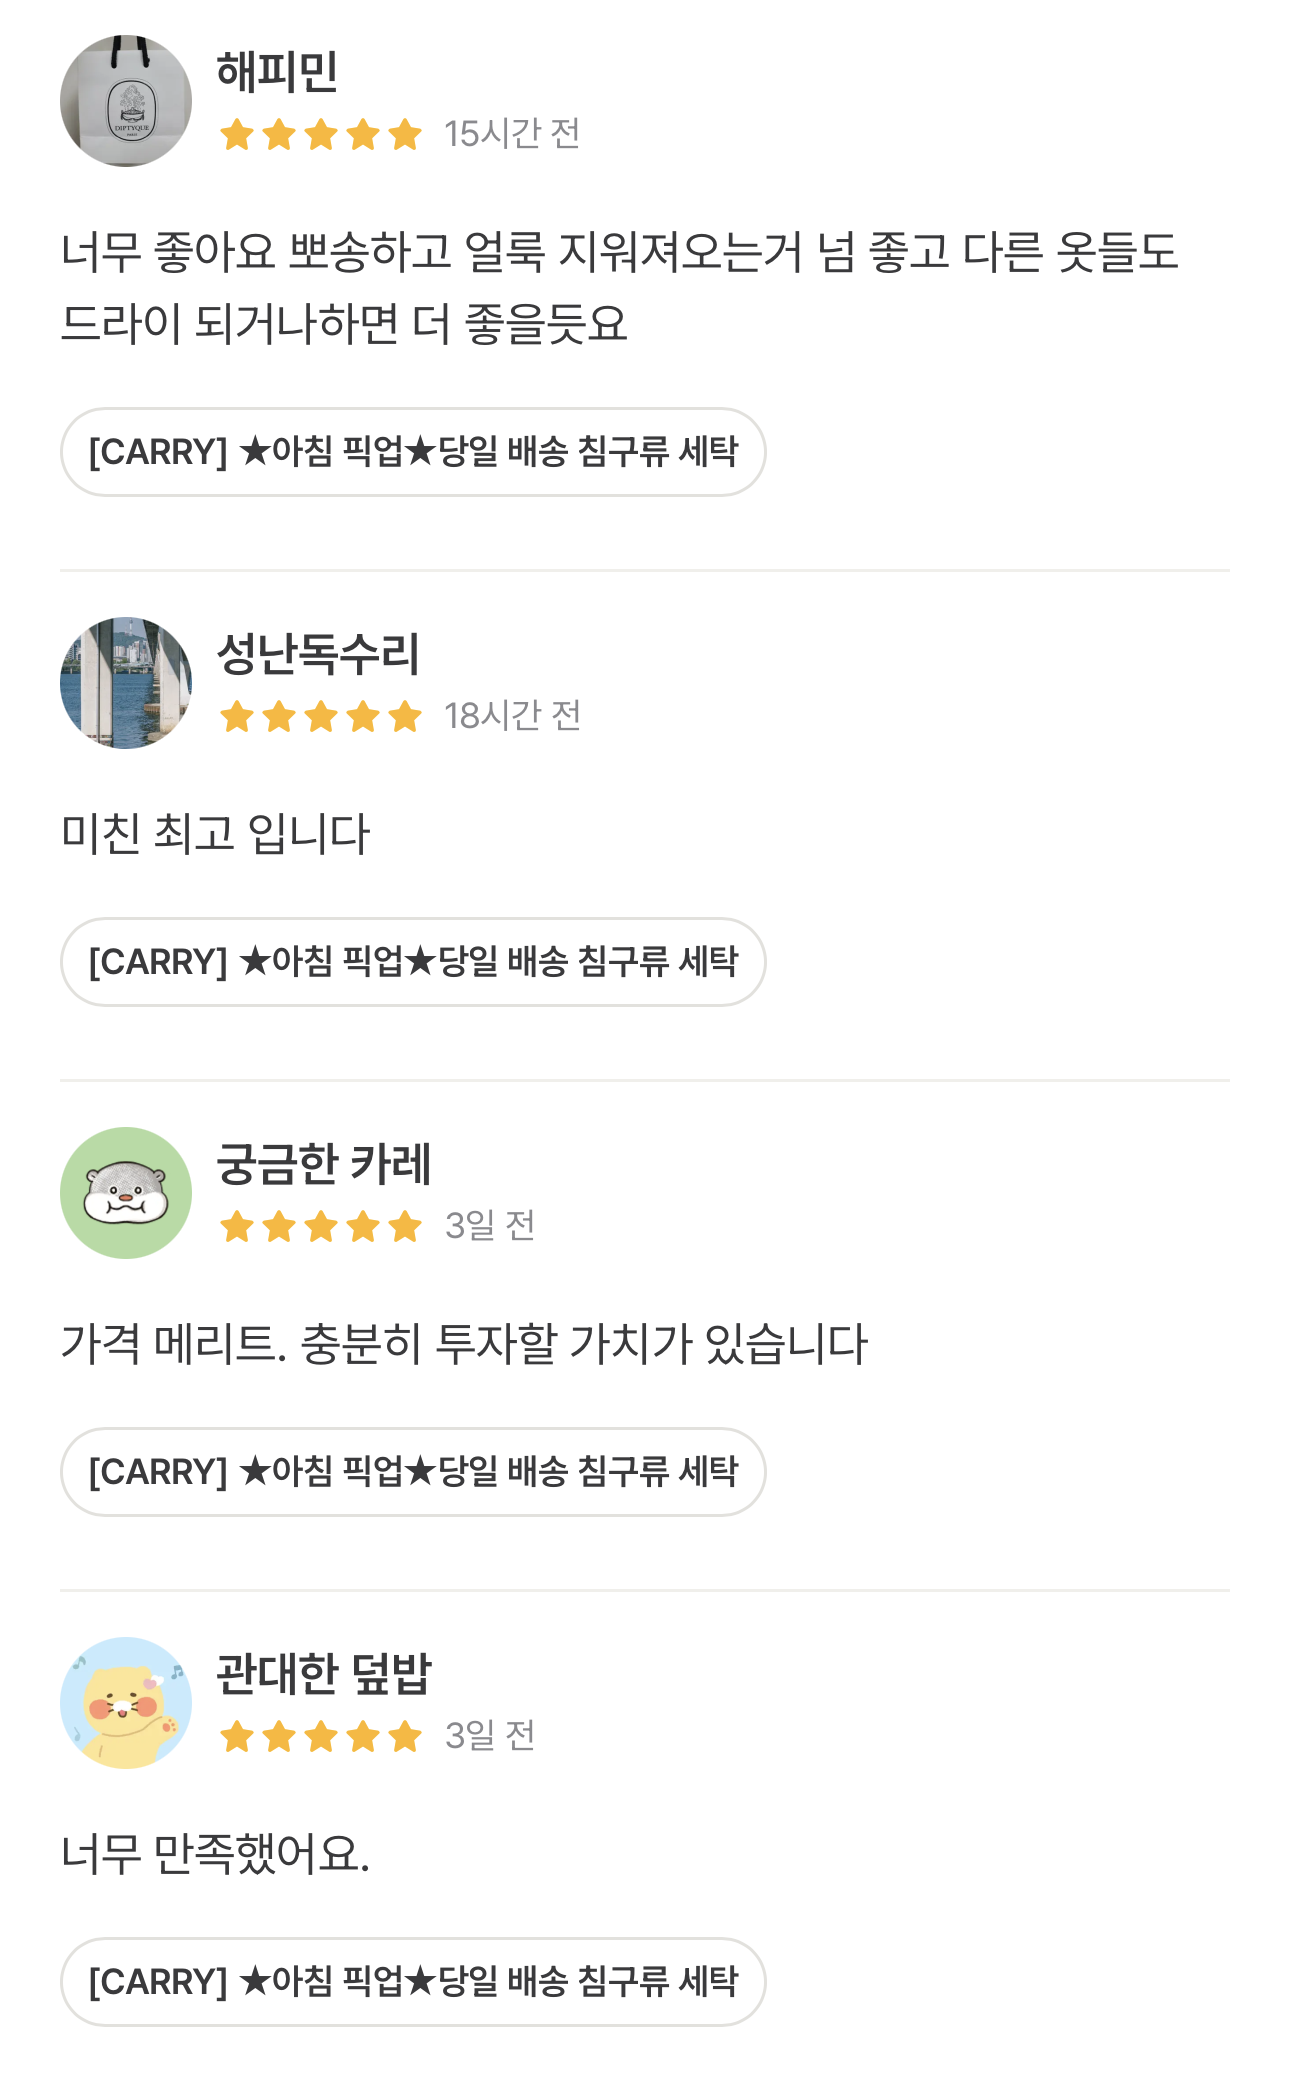 해피민
★★★★★ 15시간 전
너무 좋아요 뽀송하고 얼룩 지워져오는거 넘 좋고 다른 옷들도
드라이 되거나하면 더 좋을듯요
[CARRY] ★아침 픽업★당일 배송 침구류 세탁
성난독수리
★★★★★ 18시간 전
미친 최고 입니다
[CARRY] ★아침 픽업★당일 배송 침구류 세탁
궁금한 카레
★★★★★ 3일 전
가격 메리트. 충분히 투자할 가치가 있습니다
[CARRY] ★아침 픽업★당일 배송 침구류 세탁
관대한 덮밥
★★★★★ 3일 전
너무 만족했어요.
[CARRY] ★아침 픽업★당일 배송 침구류 세탁
DIPTYQUE